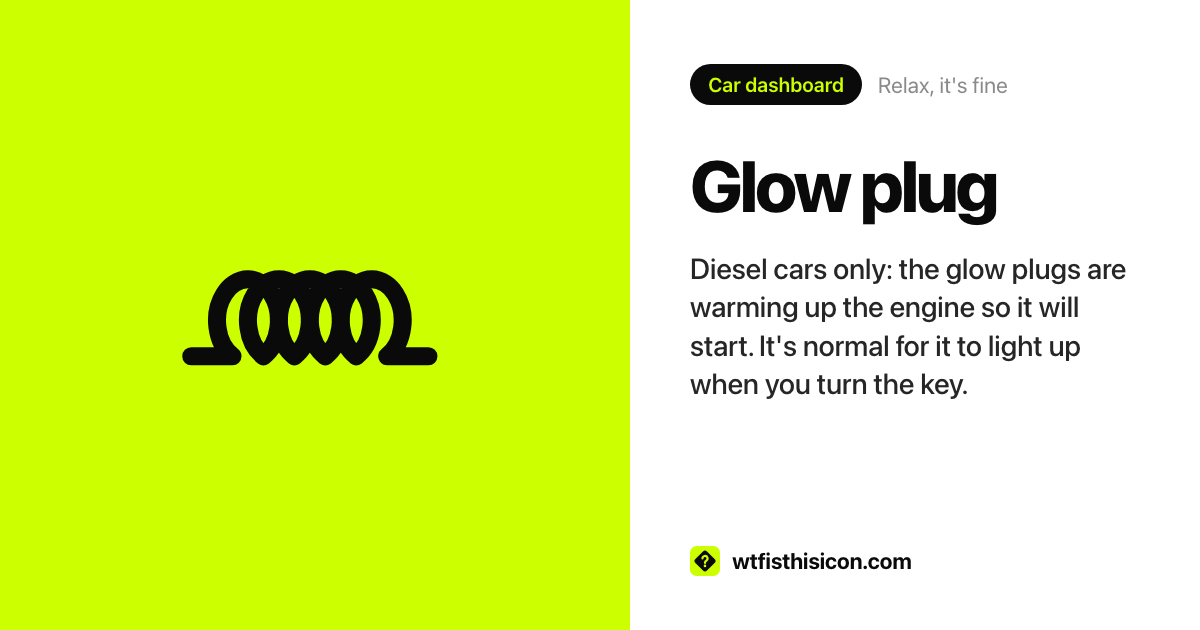 Car dashboard Relax, it's fine
Glow plug
Diesel cars only: the glow plugs are
warming up the engine so it will
start. It's normal for it to light up
when you turn the key.
? wtfisthisicon.com